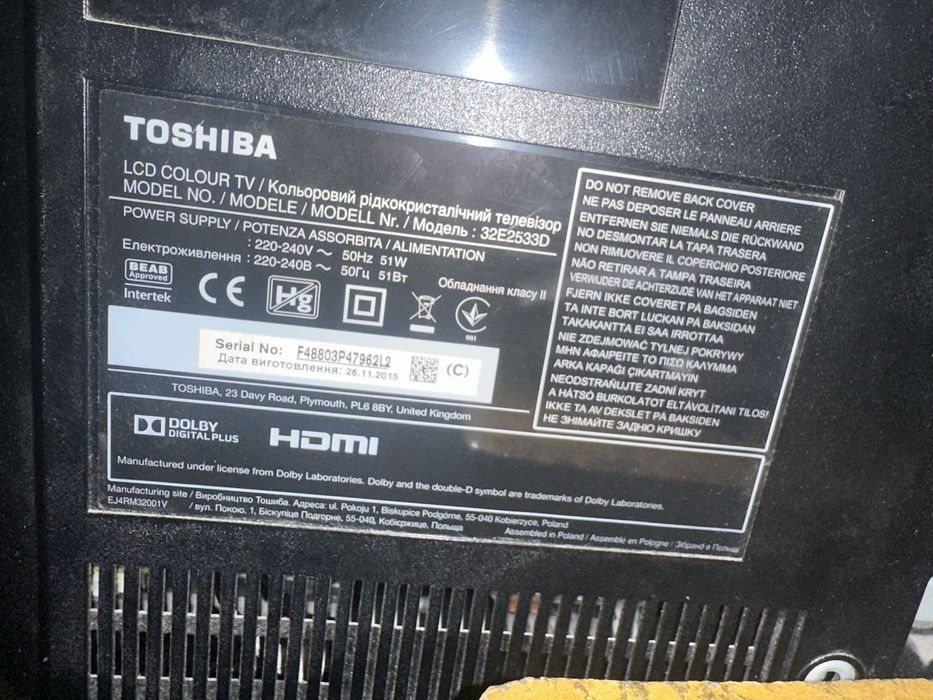 TOSHIBA
LCD COLOUR TV / Кольоровий рідкокристалічний телевізор
MODEL NO. / MODELE / MODELL Nr. / Модель : 32E2533D
POWER SUPPLY / POTENZA ASSORBITA / ALIMENTATION
: 220-240V ~ 50Hz 51W
Електроживлення : 220-240В ~ 50Гц 51Вт
Обладнання класу II
BEAB
Approved
Intertek
CE
Hg
001
Serial No: F48803P47962L2
Дата виготовлення: 26.11.2015
(C)
TOSHIBA, 23 Davy Road, Plymouth, PL6 8BY, United Kingdom
DOLBY
DIGITAL PLUS
HDMI
Manufactured under license from Dolby Laboratories. Dolby and the double-D symbol are trademarks of Dolby Laboratories.
Manufacturing site / Виробництво Тошиба. Адреса: ul. Pokoju 1, Biskupice Podgórne, 55-040 Kobierzyce, Poland
EJ4RM32001V / вул. Покою. 1, Біскупіце Подгорне, 55-040, Кобіержице, Польща
Assembled in Poland / Assemblé en Pologne / Зібрано в Польщі
DO NOT REMOVE BACK COVER
NE PAS DEPOSER LE PANNEAU ARRIERE
ENTFERNEN SIE NIEMALS DIE RÜCKWAND
NO DESMONTAR LA TAPA TRASERA
NON RIMUOVERE IL COPERCHIO POSTERIORE
NÃO RETIRAR A TAMPA TRASEIRA
VERWIJDER DE ACHTERZIJDE VAN HET APPARAAT NIET
FJERN IKKE COVERET PÅ BAGSIDEN
TA INTE BORT LUCKAN PÅ BAKSIDAN
TAKAKANTTA EI SAA IRROTTAA
NIE ZDEJMOWAĆ TYLNEJ POKRYWY
ΜΗΝ ΑΦΑΙΡΕΙΤΕ ΤΟ ΠΙΣΩ ΚΑΛΥΜΜΑ
ARKA KAPAĞI ÇIKARTMAYIN
NEODSTRAŇUJTE ZADNÍ KRYT
A HÁTSÓ BURKOLATOT ELTÁVOLÍTANI TILOS!
IKKE TA AV DEKSLET PÅ BAKSIDEN
НЕ ЗНІМАЙТЕ ЗАДНЮ КРИШКУ